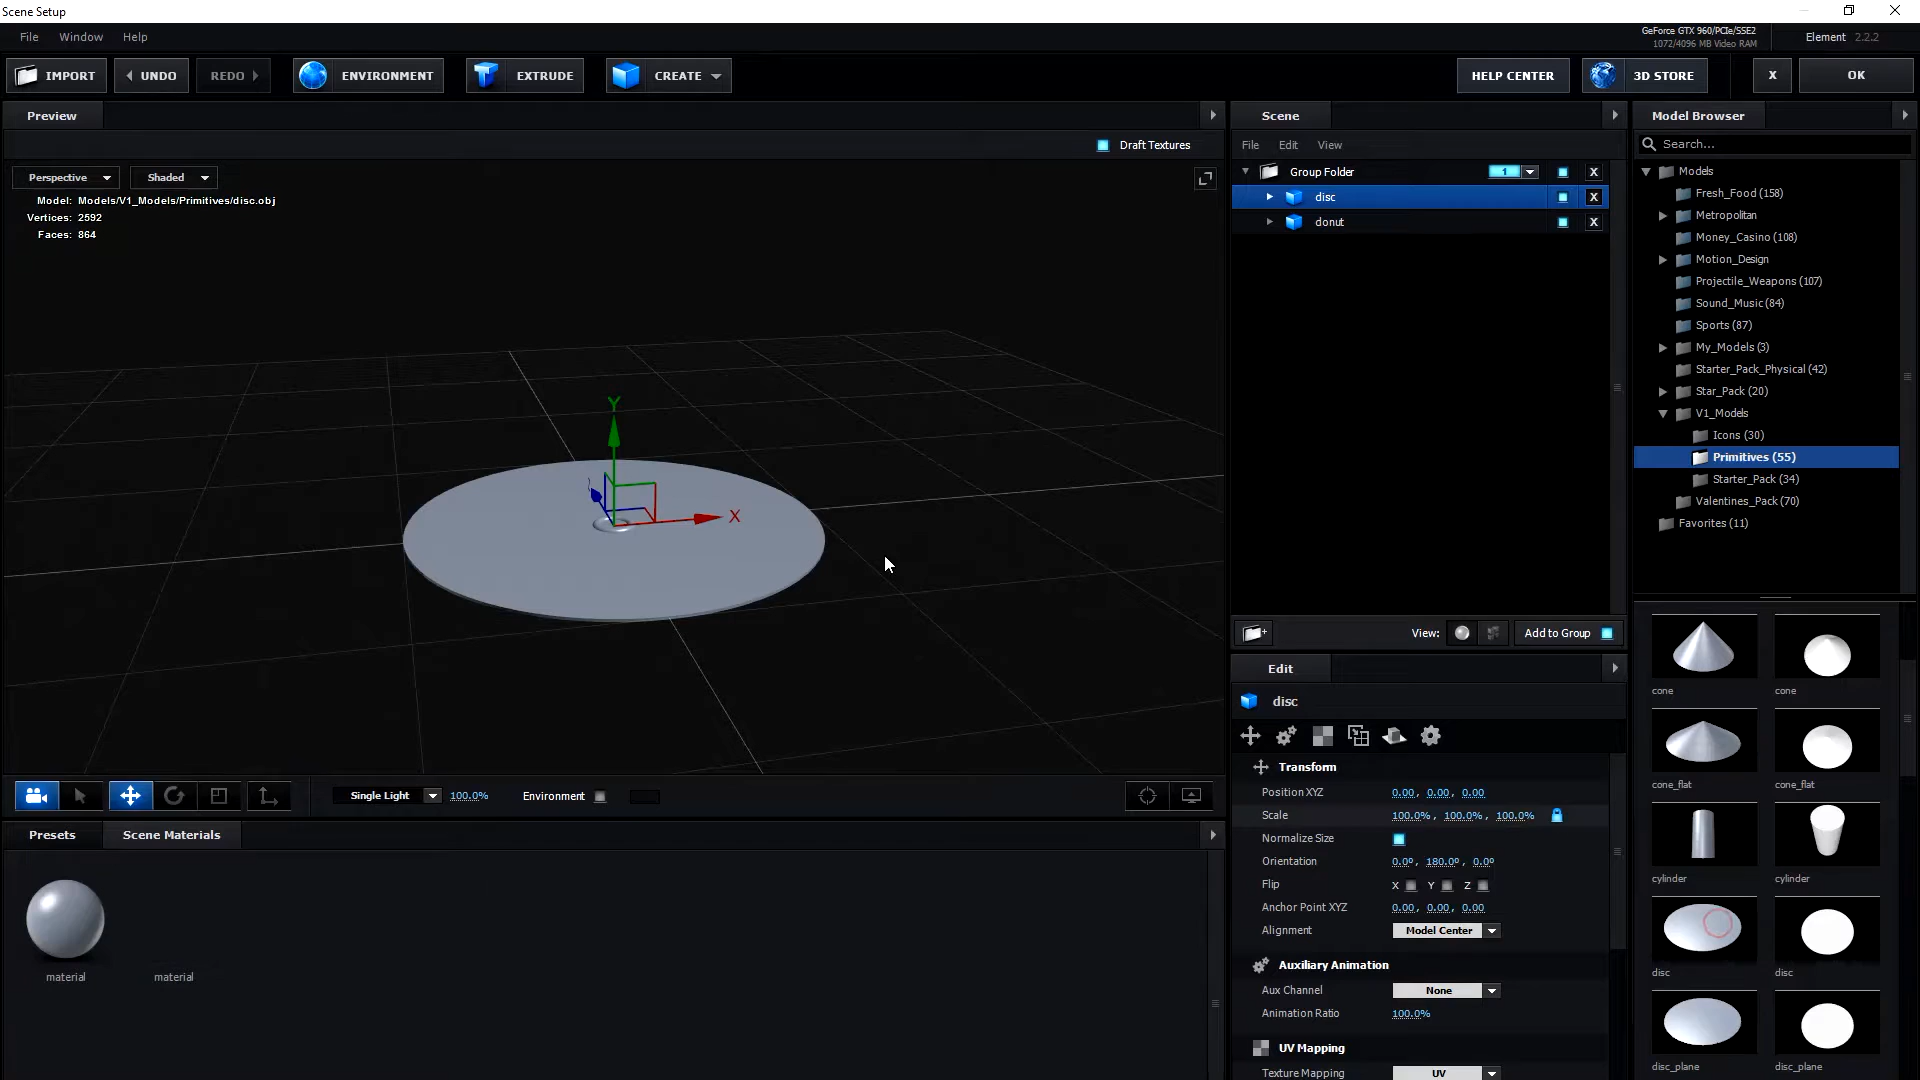 Scene Setup
File Window Help
GeForce GTX 960/PCIe/SSE2
1072/4096 MB Video RAM
Element 2.2.2
IMPORT UNDO REDO ENVIRONMENT EXTRUDE CREATE HELP CENTER 3D STORE X OK
Preview
Draft Textures
Perspective Shaded
Model: Models/V1_Models/Primitives/disc.obj
Vertices: 2592
Faces: 864
Y
X
Single Light 100.0% Environment
Presets Scene Materials
material material
Scene
File Edit View
Group Folder 1 X
disc X
donut X
View: Add to Group
Edit
disc
Transform
Position XYZ 0.00, 0.00, 0.00
Scale 100.0%, 100.0%, 100.0%
Normalize Size
Orientation 0.0º, 180.0º, 0.0º
Flip X Y Z
Anchor Point XYZ 0.00, 0.00, 0.00
Alignment Model Center
Auxiliary Animation
Aux Channel None
Animation Ratio 100.0%
UV Mapping
Texture Mapping UV
Model Browser
Search...
Models
Fresh_Food (158)
Metropolitan
Money_Casino (108)
Motion_Design
Projectile_Weapons (107)
Sound_Music (84)
Sports (87)
My_Models (3)
Starter_Pack_Physical (42)
Star_Pack (20)
V1_Models
Icons (30)
Primitives (55)
Starter_Pack (34)
Valentines_Pack (70)
Favorites (11)
cone cone
cone_flat cone_flat
cylinder cylinder
disc disc
disc_plane disc_plane